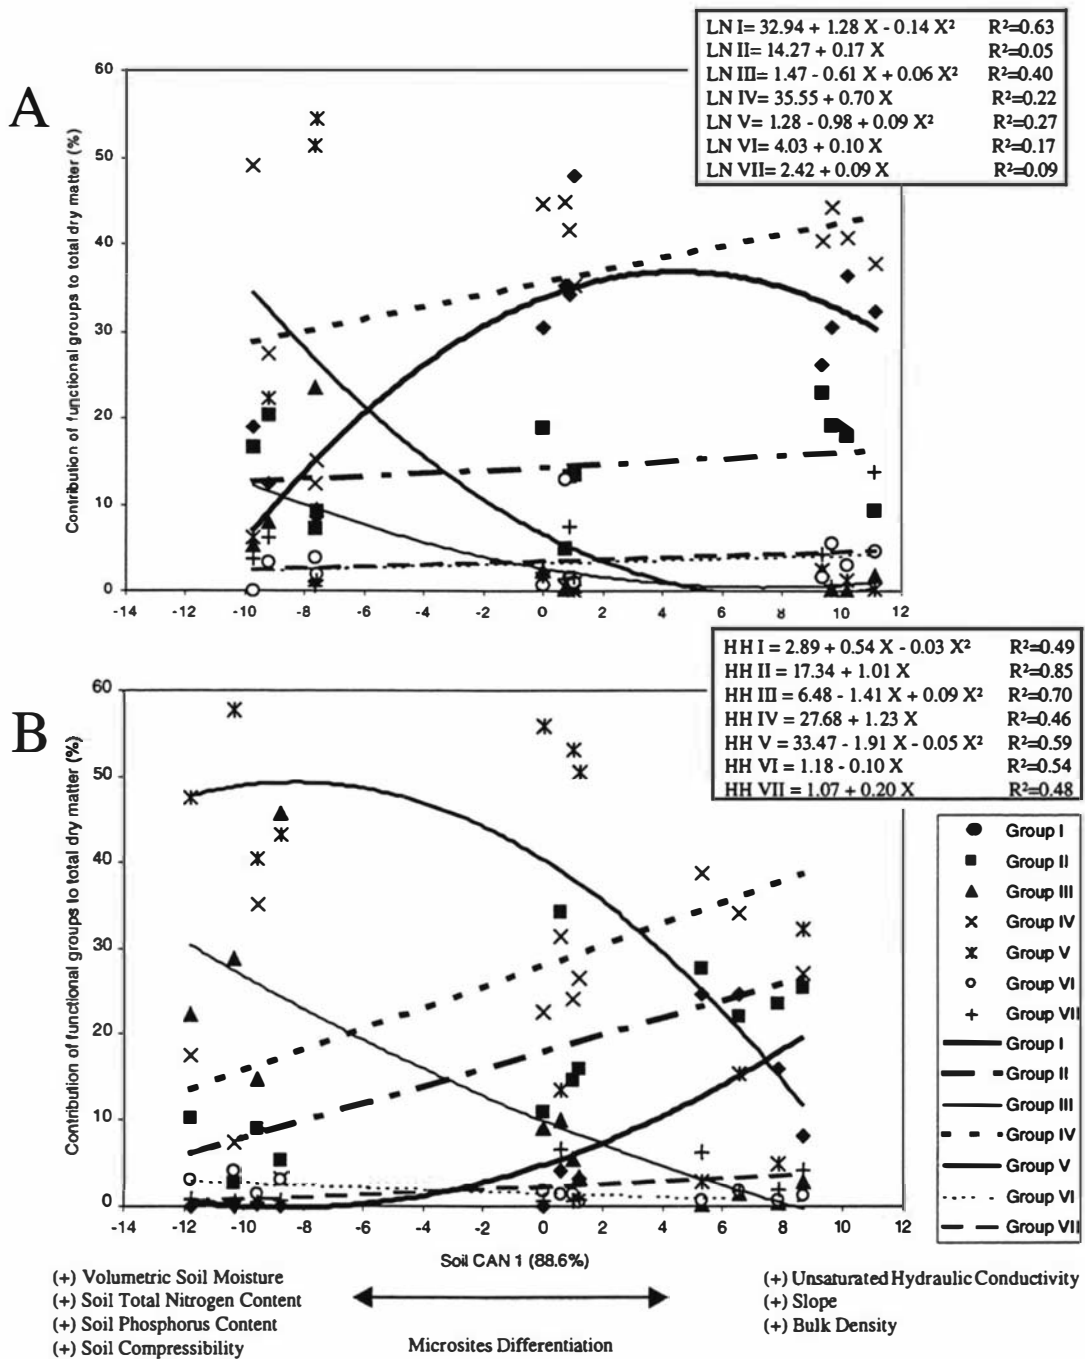 LN I= 32.94 + 1.28 X - 0.14 X² R²=0.63
LN II= 14.27 + 0.17 X R²=0.05
LN III= 1.47 - 0.61 X + 0.06 X² R²=0.40
LN IV= 35.55 + 0.70 X R²=0.22
LN V= 1.28 - 0.98 + 0.09 X² R²=0.27
LN VI= 4.03 + 0.10 X R²=0.17
LN VII= 2.42 + 0.09 X R²=0.09
A
Contribution of functional groups to total dry matter (%)
60
50
40
30
20
10
0
-14 -12 -10 -8 -6 -4 -2 0 2 4 6 8 10 12
HH I = 2.89 + 0.54 X - 0.03 X² R²=0.49
HH II = 17.34 + 1.01 X R²=0.85
HH III = 6.48 - 1.41 X + 0.09 X² R²=0.70
HH IV = 27.68 + 1.23 X R²=0.46
HH V = 33.47 - 1.91 X - 0.05 X² R²=0.59
HH VI = 1.18 - 0.10 X R²=0.54
HH VII = 1.07 + 0.20 X R²=0.48
B
Contribution of functional groups to total dry matter (%)
60
50
40
30
20
10
0
-14 -12 -10 -8 -6 -4 -2 0 2 4 6 8 10 12
Soil CAN 1 (88.6%)
Group I
Group II
Group III
Group IV
Group V
Group VI
Group VII
Group I
Group II
Group III
Group IV
Group V
Group VI
Group VII
(+) Volumetric Soil Moisture
(+) Soil Total Nitrogen Content
(+) Soil Phosphorus Content
(+) Soil Compressibility
Microsites Differentiation
(+) Unsaturated Hydraulic Conductivity
(+) Slope
(+) Bulk Density